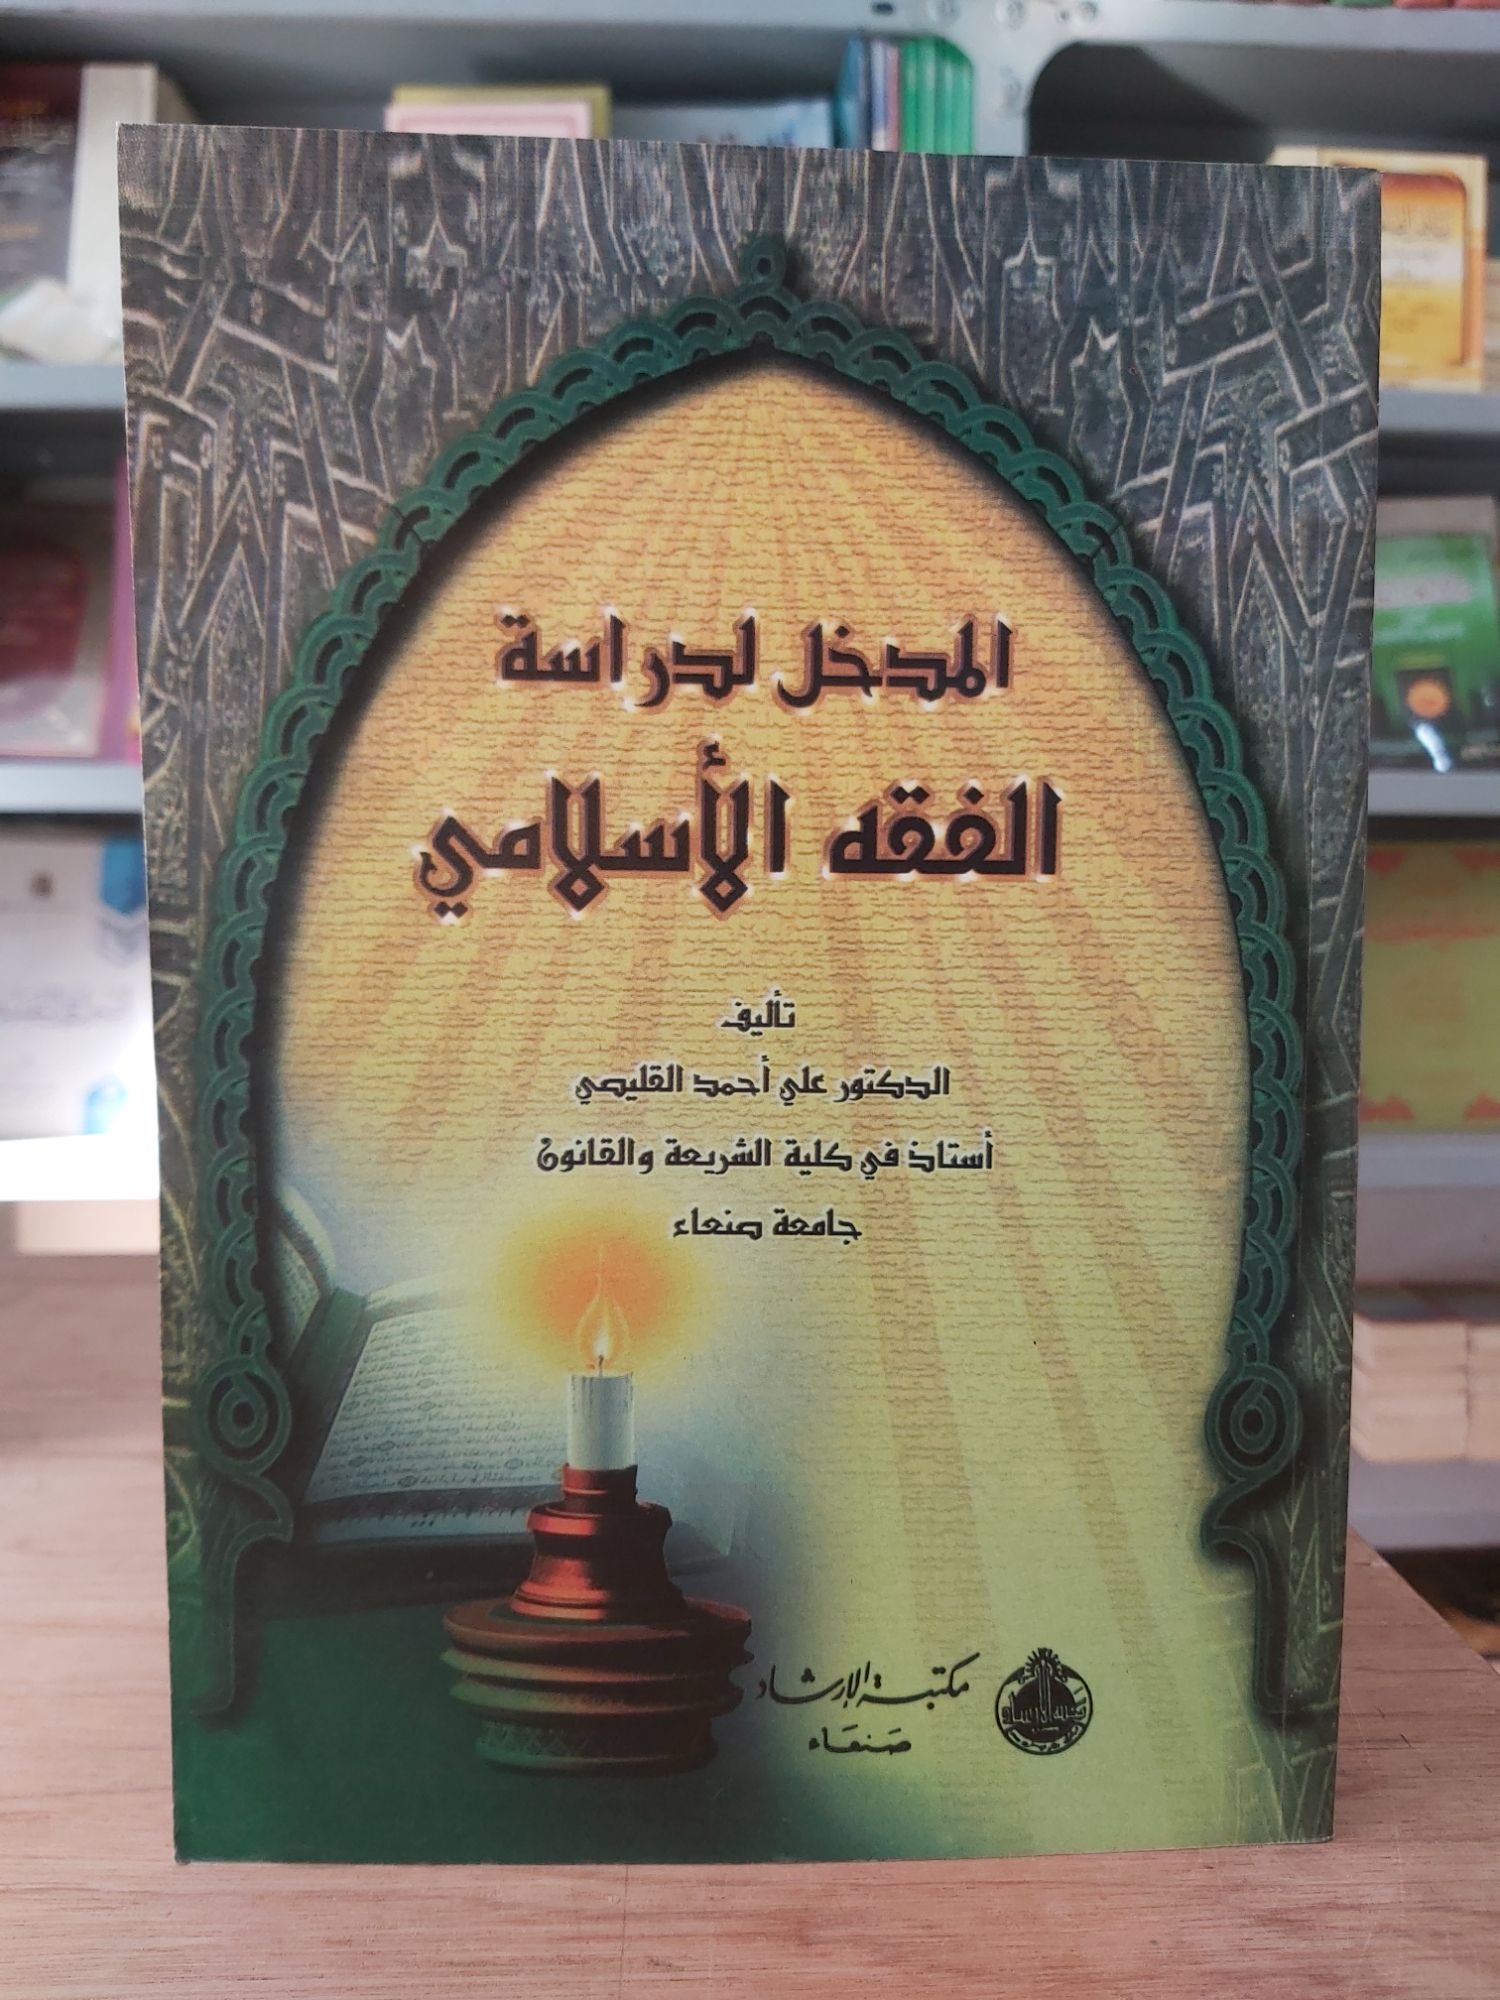 المدخل لدراسة
الفقه الأسلامي
تأليف
الدكتور علي أحمد القليصي
أستاذ في كلية الشريعة والقانون
جامعة صنعاء
مكتبة الإرشاد
صنعاء